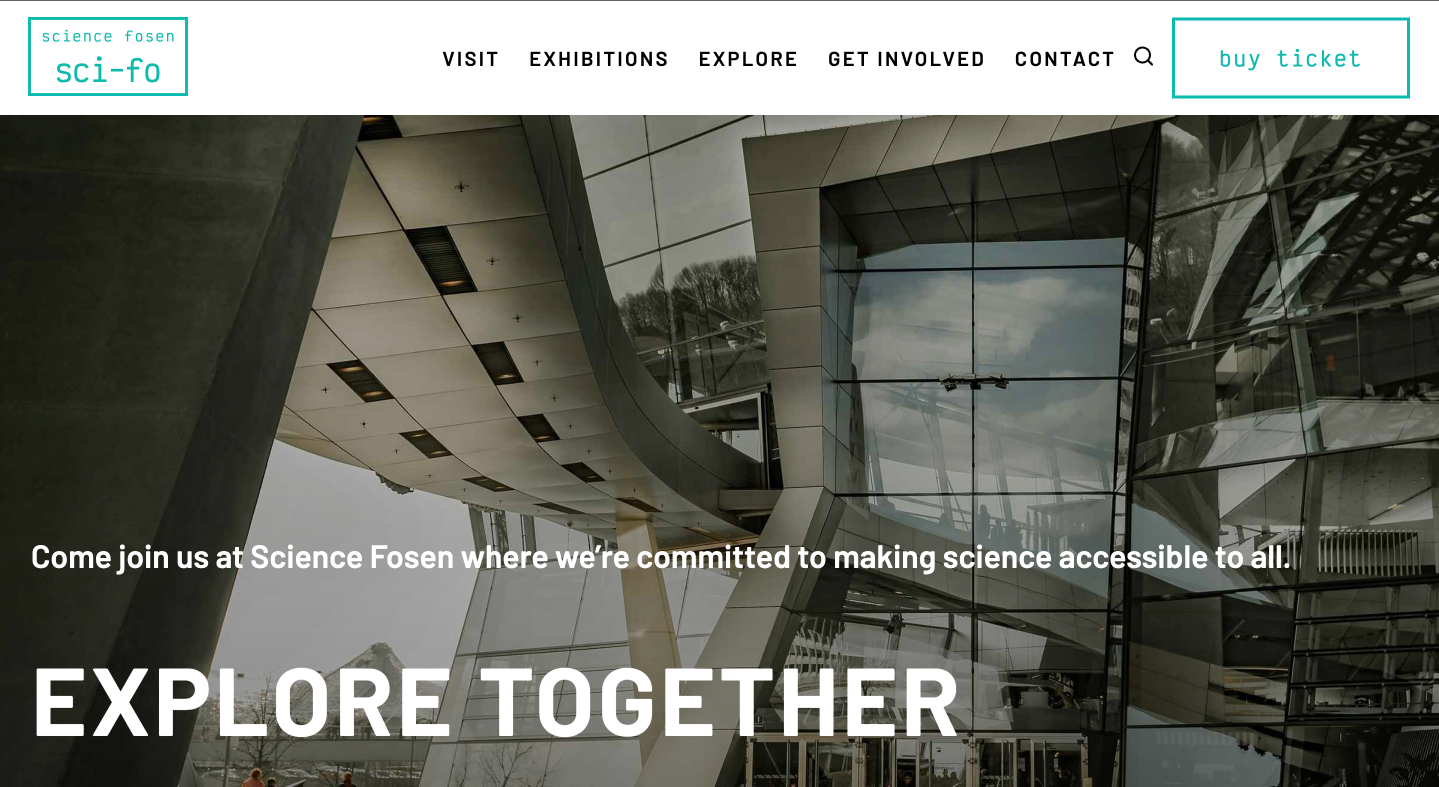 science fosen
sci-fo
VISIT EXHIBITIONS EXPLORE GET INVOLVED CONTACT
buy ticket
Come join us at Science Fosen where we’re committed to making science accessible to all.
EXPLORE TOGETHER